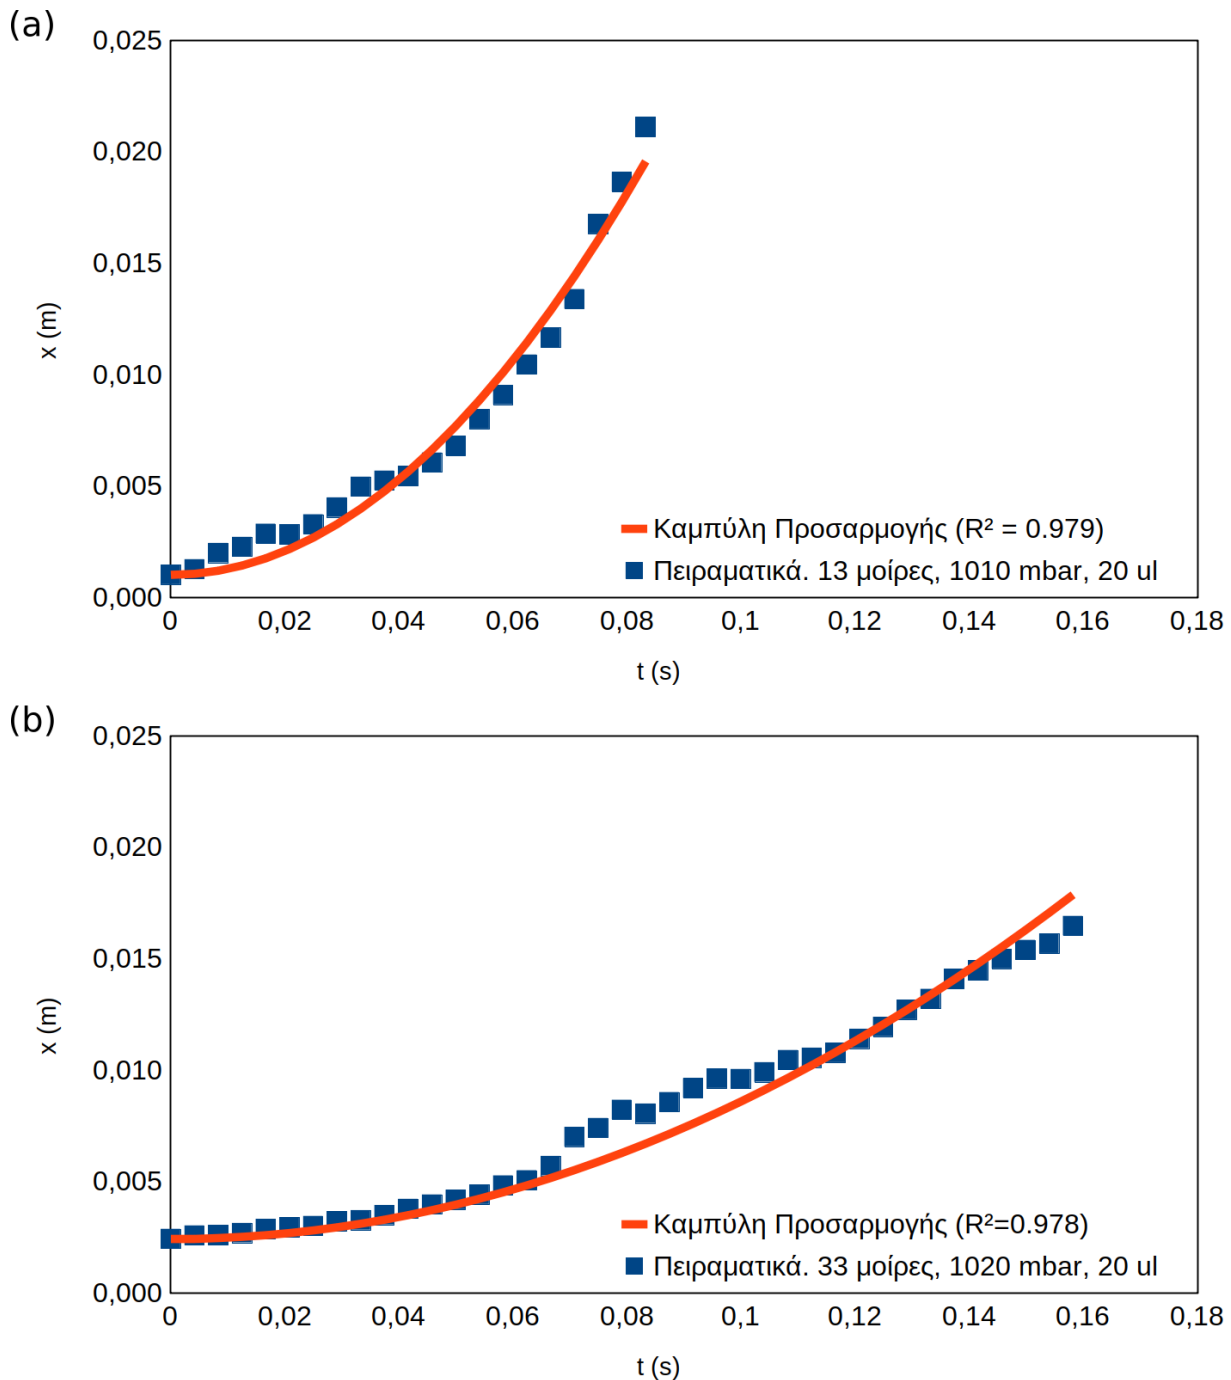 (a)
0,025
0,020
0,015
0,010
0,005
0,000
x (m)
0 0,02 0,04 0,06 0,08 0,1 0,12 0,14 0,16 0,18
t (s)
Καμπύλη Προσαρμογής (R² = 0.979)
Πειραματικά. 13 μοίρες, 1010 mbar, 20 ul
(b)
0,025
0,020
0,015
0,010
0,005
0,000
x (m)
0 0,02 0,04 0,06 0,08 0,1 0,12 0,14 0,16 0,18
t (s)
Καμπύλη Προσαρμογής (R²=0.978)
Πειραματικά. 33 μοίρες, 1020 mbar, 20 ul